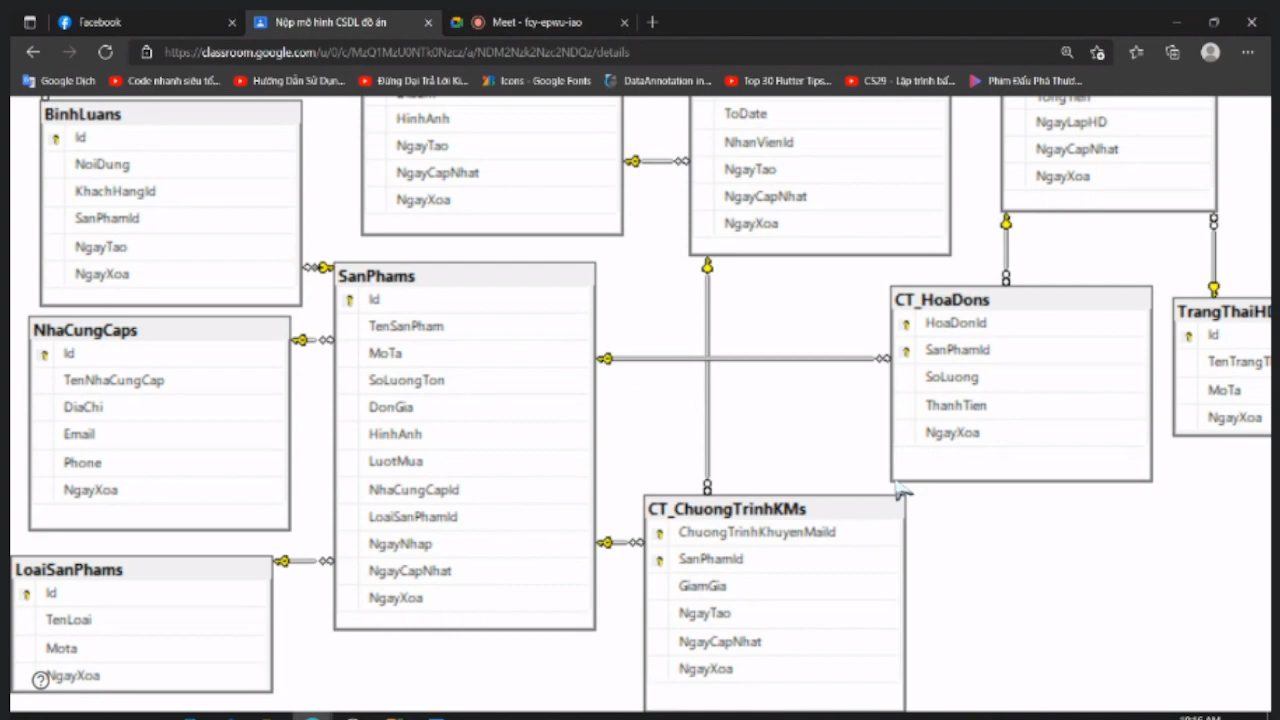 Facebook
Nộp mô hình CSDL đồ án
Meet - fcy-epwu-iao
https://classroom.google.com/u/0/c/MzQ1MzU0NTk0Nzcz/a/NDM2Nzk2Nzc2NDQz/details
Google Dịch
Code nhanh siêu tố...
Hướng Dẫn Sử Dụn...
Đừng Dại Trả Lời Ki...
Icons - Google Fonts
DataAnnotation in...
Top 30 Flutter Tips...
CS29 - Lập trình bấ...
Phim Đấu Phá Thươ...
BinhLuans
Id
NoiDung
KhachHangId
SanPhamId
NgayTao
NgayXoa
HinhAnh
NgayTao
NgayCapNhat
NgayXoa
ToDate
NhanVienId
NgayTao
NgayCapNhat
NgayXoa
TongTien
NgayLapHD
NgayCapNhat
NgayXoa
NhaCungCaps
Id
TenNhaCungCap
DiaChi
Email
Phone
NgayXoa
SanPhams
Id
TenSanPham
MoTa
SoLuongTon
DonGia
HinhAnh
LuotMua
NhaCungCapId
LoaiSanPhamId
NgayNhap
NgayCapNhat
NgayXoa
CT_HoaDons
HoaDonId
SanPhamId
SoLuong
ThanhTien
NgayXoa
TrangThaiHD
Id
TenTrangT
MoTa
NgayXoa
LoaiSanPhams
Id
TenLoai
Mota
NgayXoa
CT_ChuongTrinhKMs
ChuongTrinhKhuyenMaiId
SanPhamId
GiamGia
NgayTao
NgayCapNhat
NgayXoa